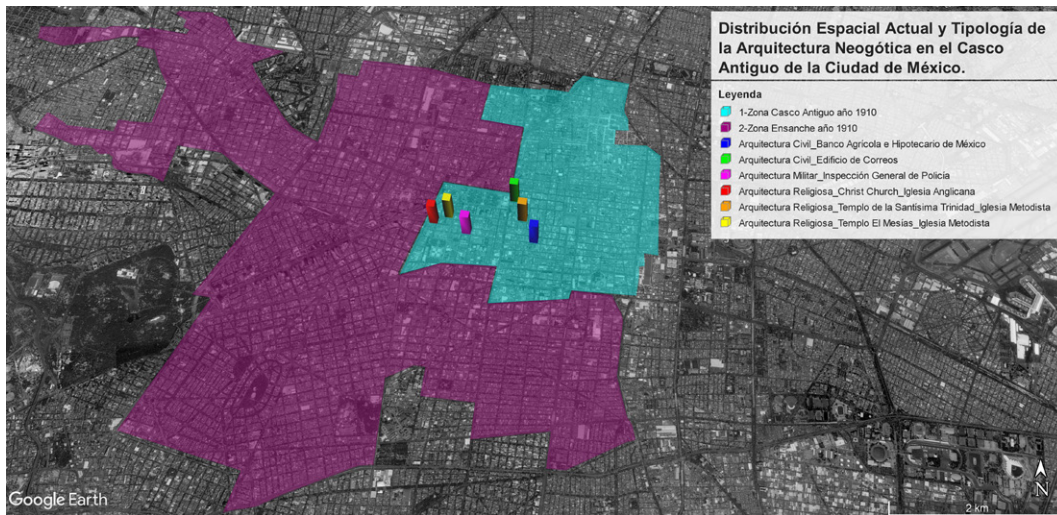 Distribución Espacial Actual y Tipología de
la Arquitectura Neogótica en el Casco
Antiguo de la Ciudad de México.
Leyenda
1-Zona Casco Antiguo año 1910
2-Zona Ensanche año 1910
Arquitectura Civil_Banco Agrícola e Hipotecario de México
Arquitectura Civil_Edificio de Correos
Arquitectura Militar_Inspección General de Policia
Arquitectura Religiosa_Christ Church_Iglesia Anglicana
Arquitectura Religiosa_Templo de la Santísima Trinidad_Iglesia Metodista
Arquitectura Religiosa_Templo El Mesías_Iglesia Metodista
N
Google Earth
2 km